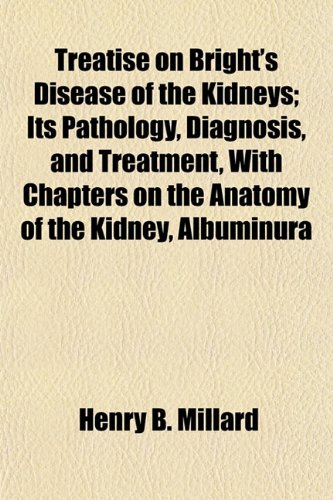 Treatise on Bright's
Disease of the Kidneys;
Its Pathology, Diagnosis,
and Treatment, With
Chapters on the Anatomy
of the Kidney, Albuminura
Henry B. Millard